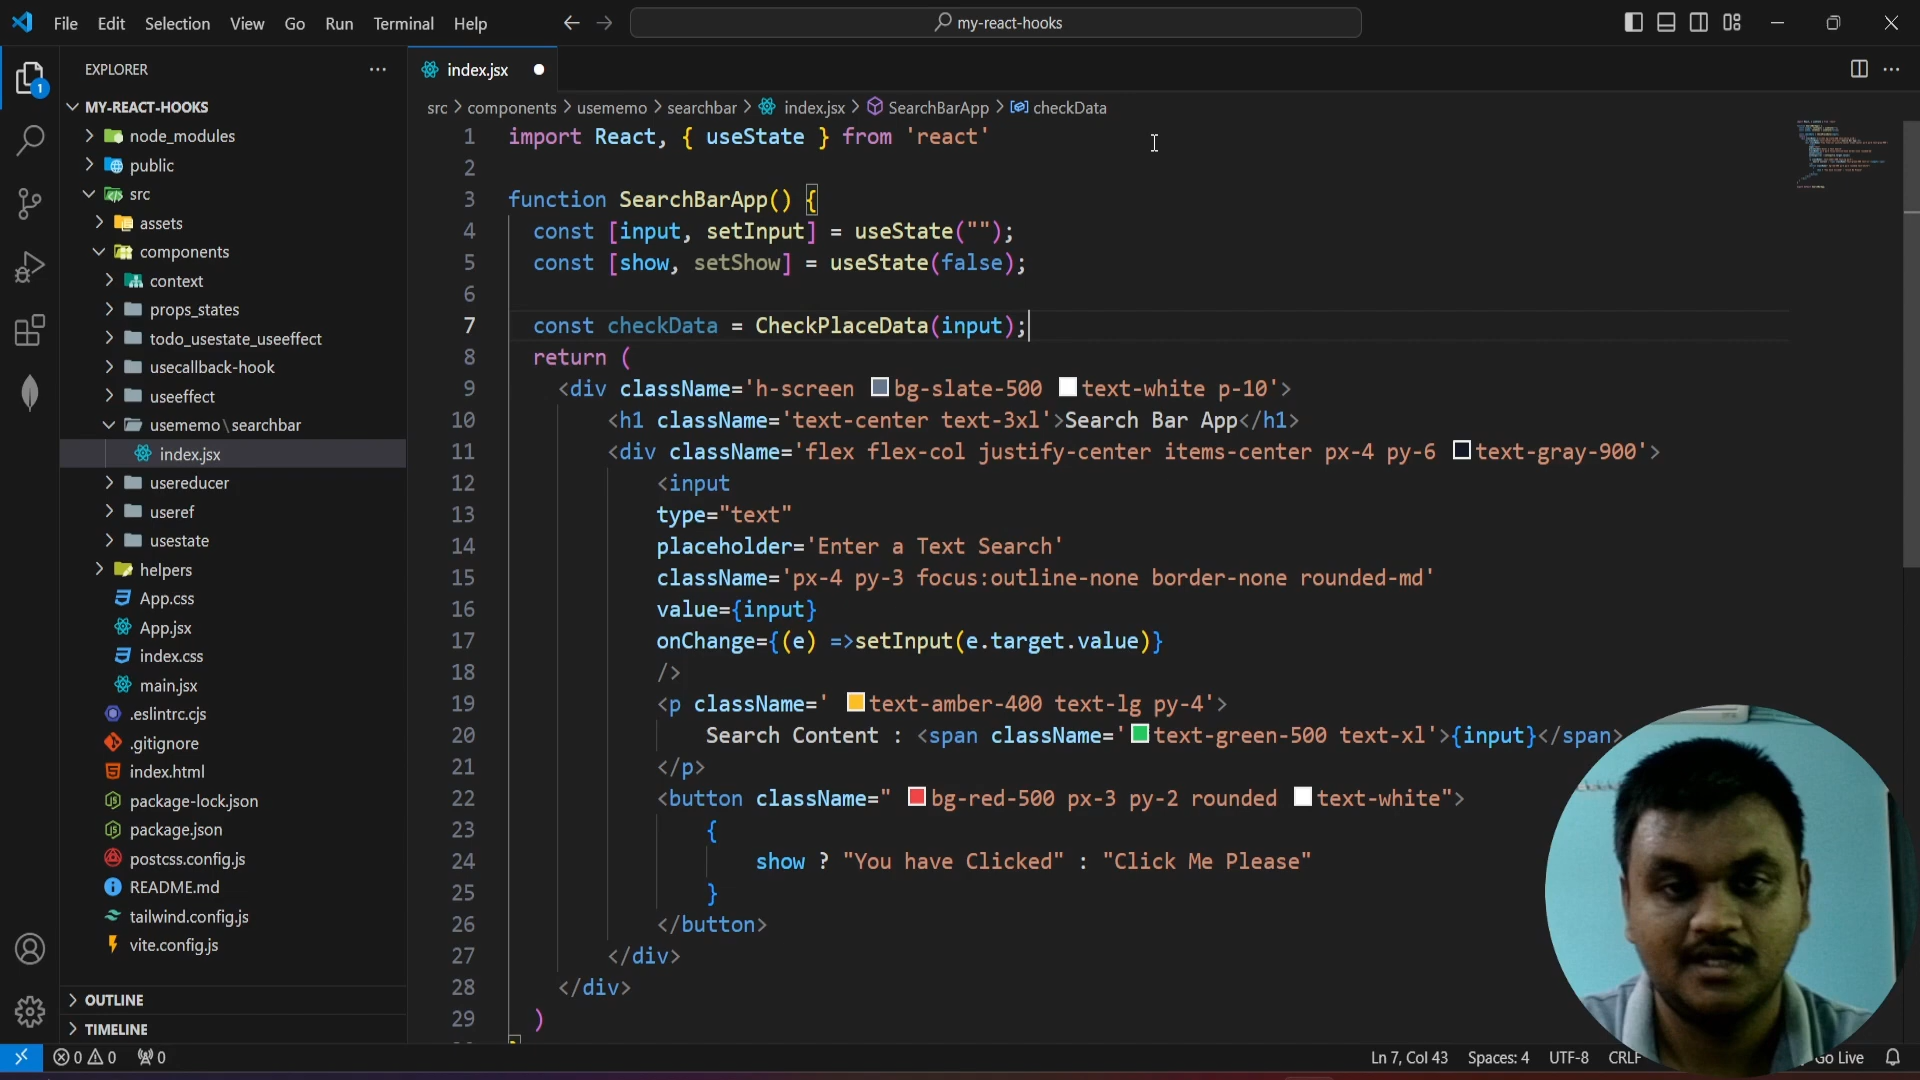 File Edit Selection View Go Run Terminal Help
my-react-hooks
EXPLORER
index.jsx
MY-REACT-HOOKS
node_modules
public
src
assets
components
context
props_states
todo_usestate_useeffect
usecallback-hook
useeffect
usememo\searchbar
index.jsx
usereducer
useref
usestate
helpers
App.css
App.jsx
index.css
main.jsx
.eslintrc.cjs
.gitignore
index.html
package-lock.json
package.json
postcss.config.js
README.md
tailwind.config.js
vite.config.js
OUTLINE
TIMELINE
1
src > components > usememo > searchbar > index.jsx > SearchBarApp > checkData
1 import React, { useState } from 'react'
2
3 function SearchBarApp() {
4 const [input, setInput] = useState("");
5 const [show, setShow] = useState(false);
6
7 const checkData = CheckPlaceData(input);
8 return (
9 <div className='h-screen bg-slate-500 text-white p-10'>
10 <h1 className='text-center text-3xl'>Search Bar App</h1>
11 <div className='flex flex-col justify-center items-center px-4 py-6 text-gray-900'>
12 <input
13 type="text"
14 placeholder='Enter a Text Search'
15 className='px-4 py-3 focus:outline-none border-none rounded-md'
16 value={input}
17 onChange={(e) =>setInput(e.target.value)}
18 />
19 <p className=' text-amber-400 text-lg py-4'>
20 Search Content : <span className='text-green-500 text-xl'>{input}</span>
21 </p>
22 <button className=" bg-red-500 px-3 py-2 rounded text-white">
23 {
24 show ? "You have Clicked" : "Click Me Please"
25 }
26 </button>
27 </div>
28 </div>
29 )
0 0 0
Ln 7, Col 43 Spaces: 4 UTF-8 CRLF Go Live